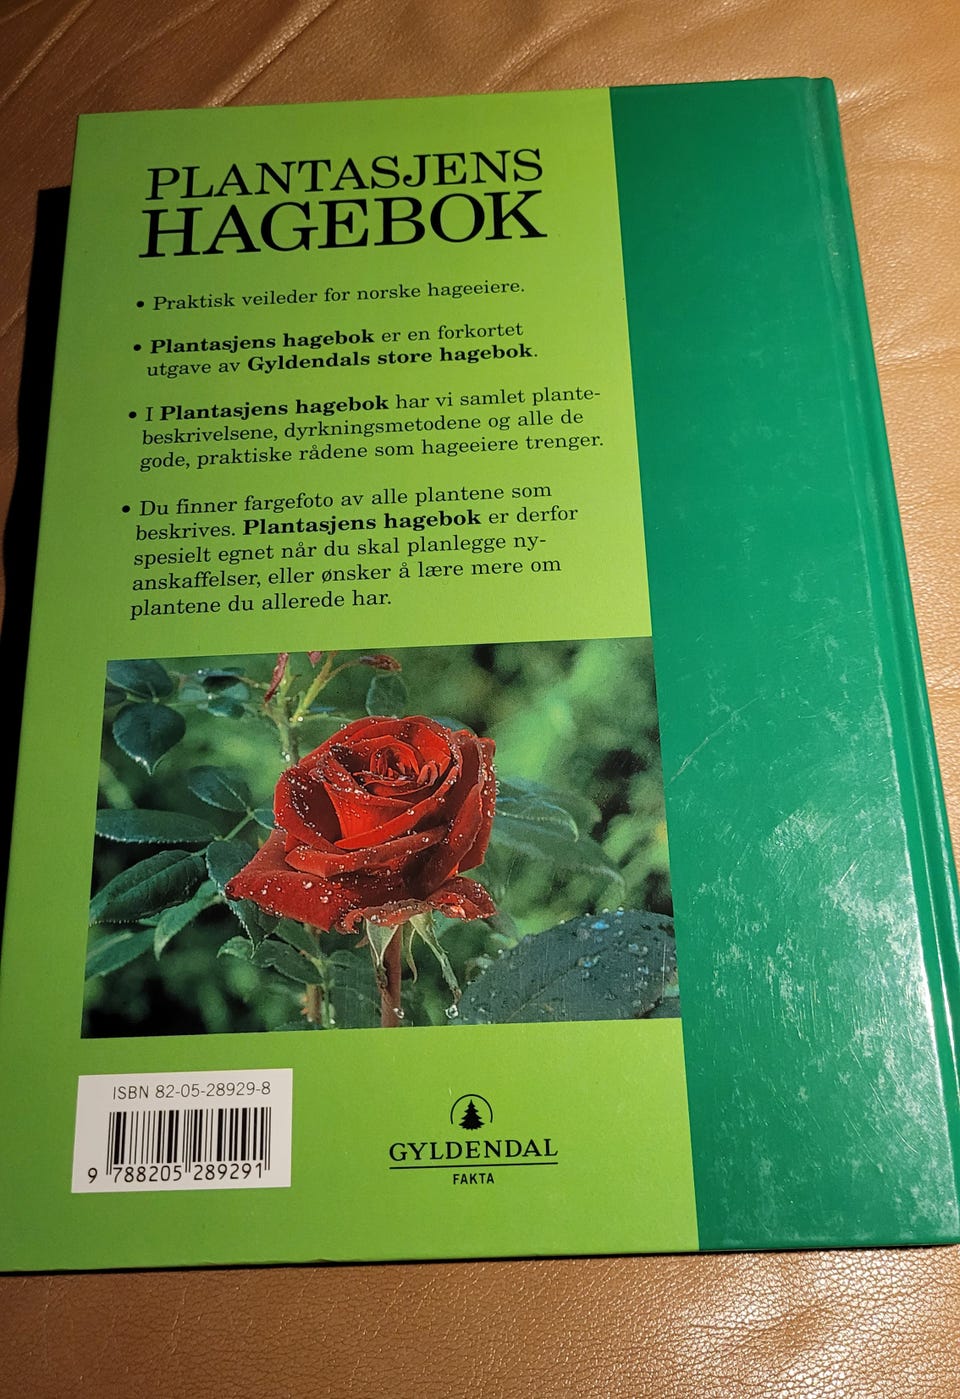 PLANTASJENS
HAGEBOK
• Praktisk veileder for norske hageeiere.
• Plantasjens hagebok er en forkortet
utgave av Gyldendals store hagebok.
• I Plantasjens hagebok har vi samlet plante-
beskrivelsene, dyrkningsmetodene og alle de
gode, praktiske rådene som hageeiere trenger.
• Du finner fargefoto av alle plantene som
beskrives. Plantasjens hagebok er derfor
spesielt egnet når du skal planlegge ny-
anskaffelser, eller ønsker å lære mere om
plantene du allerede har.
ISBN 82-05-28929-8
9 788205 289291
GYLDENDAL
FAKTA